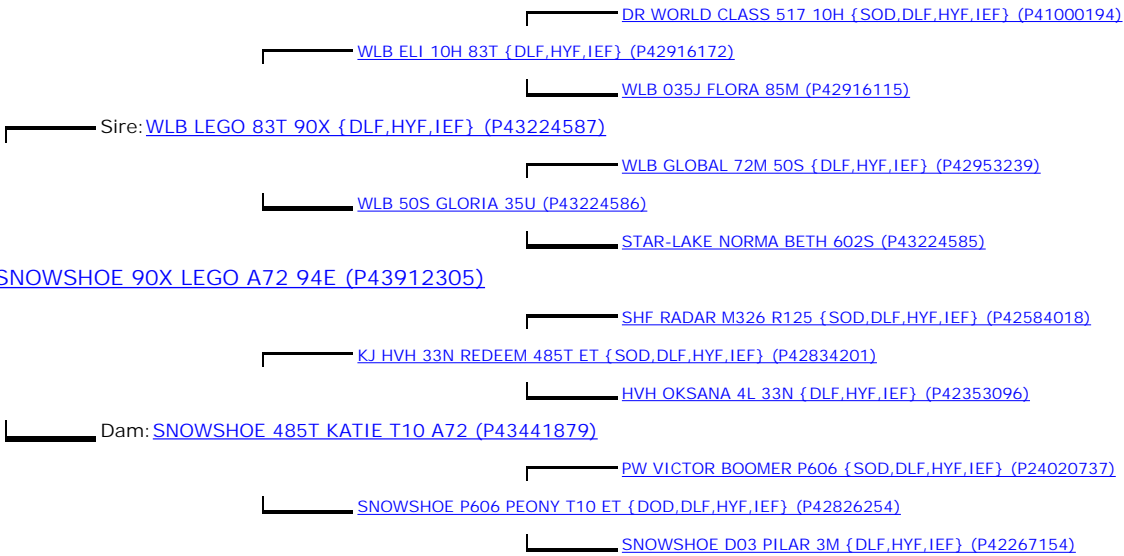 DR WORLD CLASS 517 10H {SOD,DLF,HYF,IEF} (P41000194)
WLB ELI 10H 83T {DLF,HYF,IEF} (P42916172)
WLB 035J FLORA 85M (P42916115)
Sire: WLB LEGO 83T 90X {DLF,HYF,IEF} (P43224587)
WLB GLOBAL 72M 50S {DLF,HYF,IEF} (P42953239)
WLB 50S GLORIA 35U (P43224586)
STAR-LAKE NORMA BETH 602S (P43224585)
SNOWSHOE 90X LEGO A72 94E (P43912305)
SHF RADAR M326 R125 {SOD,DLF,HYF,IEF} (P42584018)
KJ HVH 33N REDEEM 485T ET {SOD,DLF,HYF,IEF} (P42834201)
HVH OKSANA 4L 33N {DLF,HYF,IEF} (P42353096)
Dam: SNOWSHOE 485T KATIE T10 A72 (P43441879)
PW VICTOR BOOMER P606 {SOD,DLF,HYF,IEF} (P24020737)
SNOWSHOE P606 PEONY T10 ET {DOD,DLF,HYF,IEF} (P42826254)
SNOWSHOE D03 PILAR 3M {DLF,HYF,IEF} (P42267154)